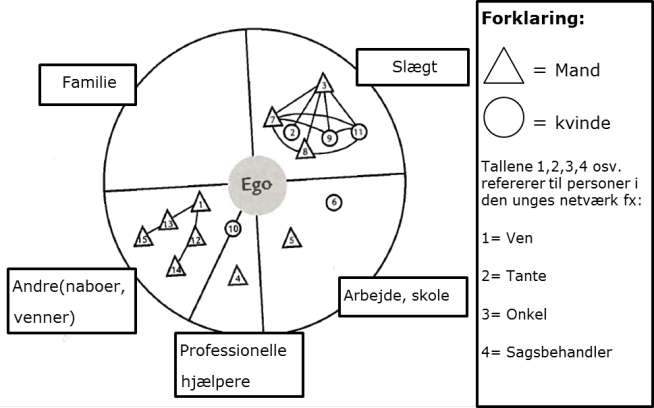 Familie
Slægt
3
7
2
9
11
8
Ego
1
13
15
12
14
10
4
5
6
Andre(naboer,
venner)
Professionelle
hjælpere
Arbejde, skole
Forklaring:
= Mand
= kvinde
Tallene 1,2,3,4 osv.
refererer til personer i
den unges netværk fx:
1= Ven
2= Tante
3= Onkel
4= Sagsbehandler